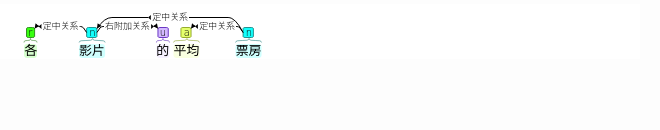 定中关系
定中关系 右附加关系 定中关系
r n u a n
各 影片 的 平均 票房